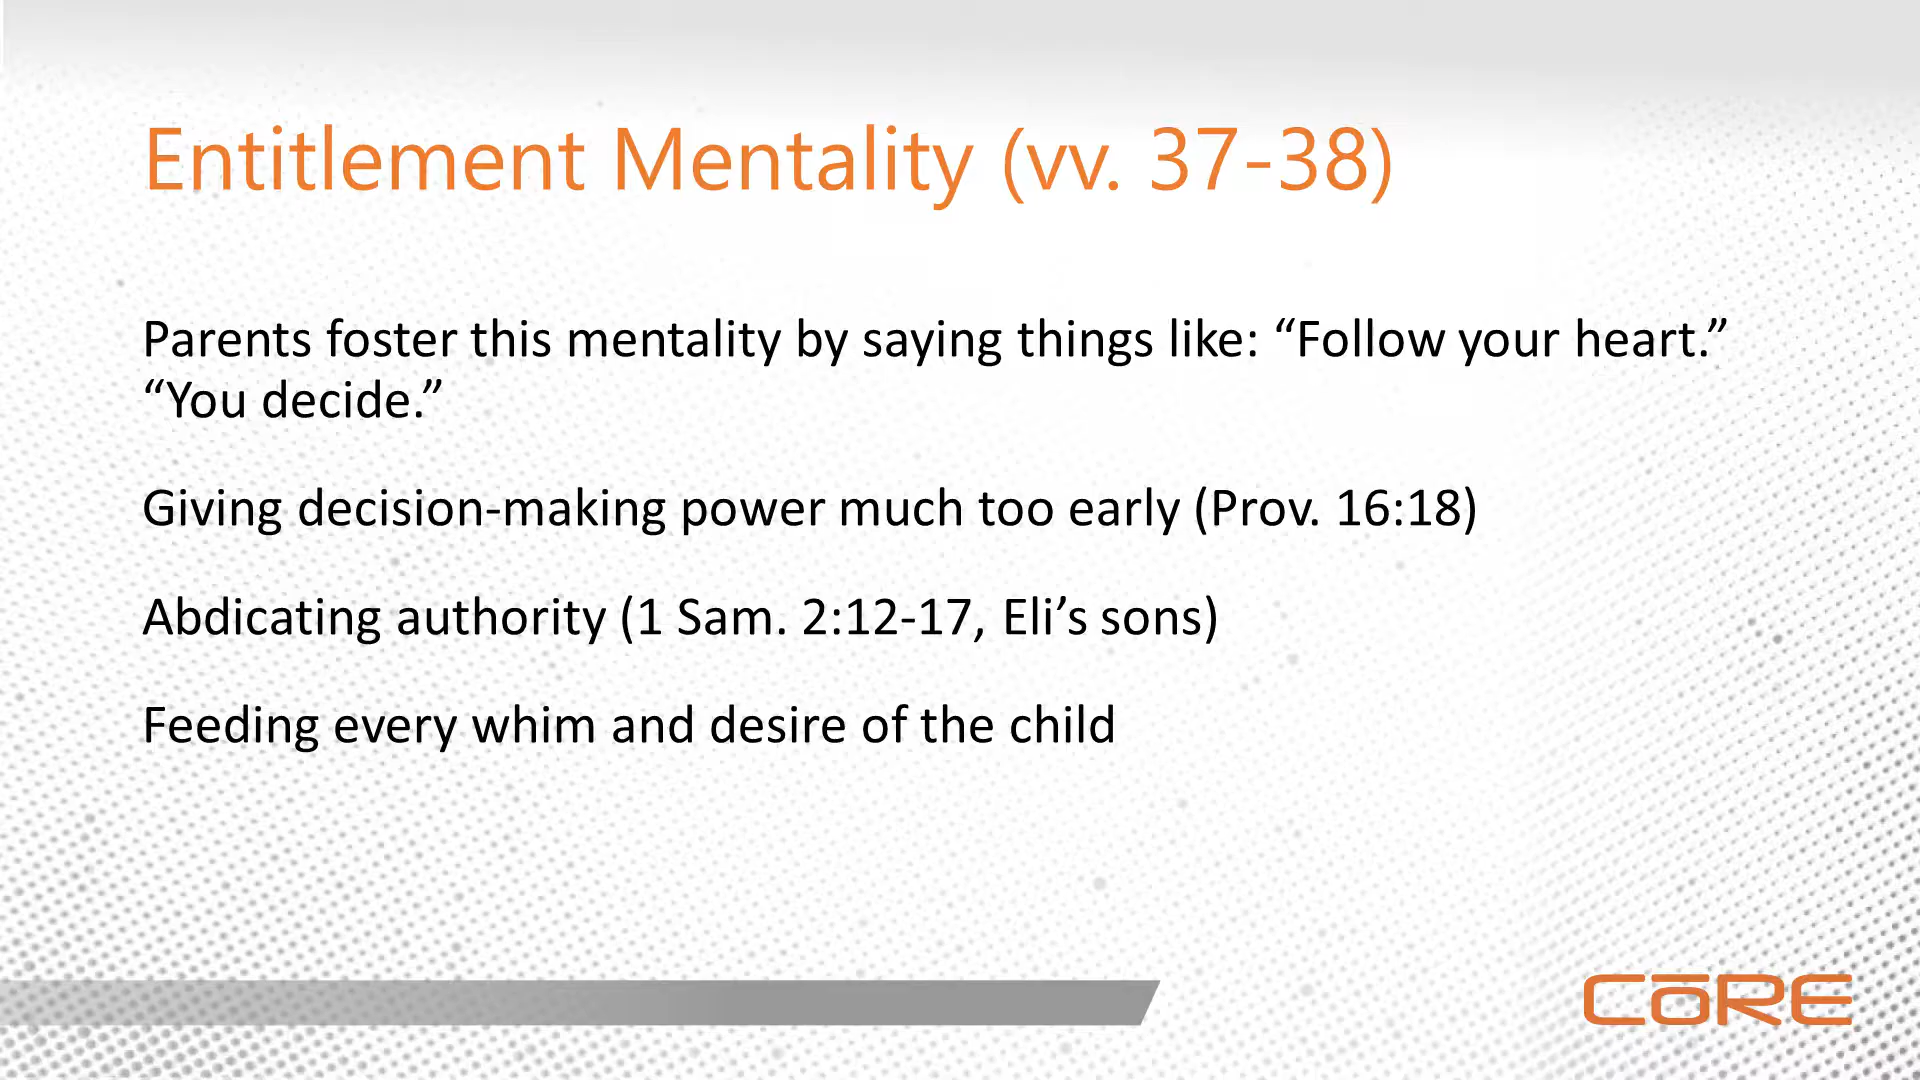 Entitlement Mentality (vv. 37-38)
Parents foster this mentality by saying things like: “Follow your heart.”
“You decide.”
Giving decision-making power much too early (Prov. 16:18)
Abdicating authority (1 Sam. 2:12-17, Eli’s sons)
Feeding every whim and desire of the child
CōRE